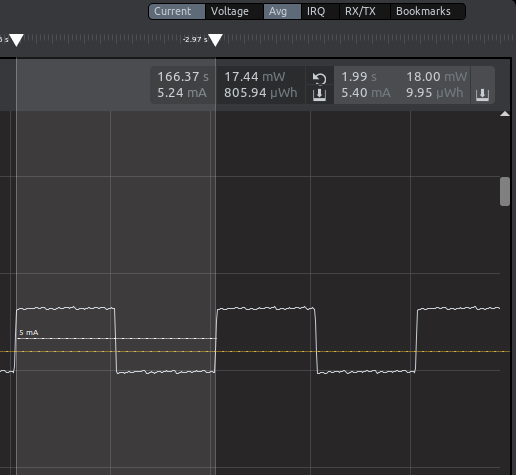 Current Voltage Avg IRQ RX/TX Bookmarks
s -2.97 s
166.37 s 17.44 mW 1.99 s 18.00 mW
5.24 mA 805.94 µWh 5.40 mA 9.95 µWh
5 mA